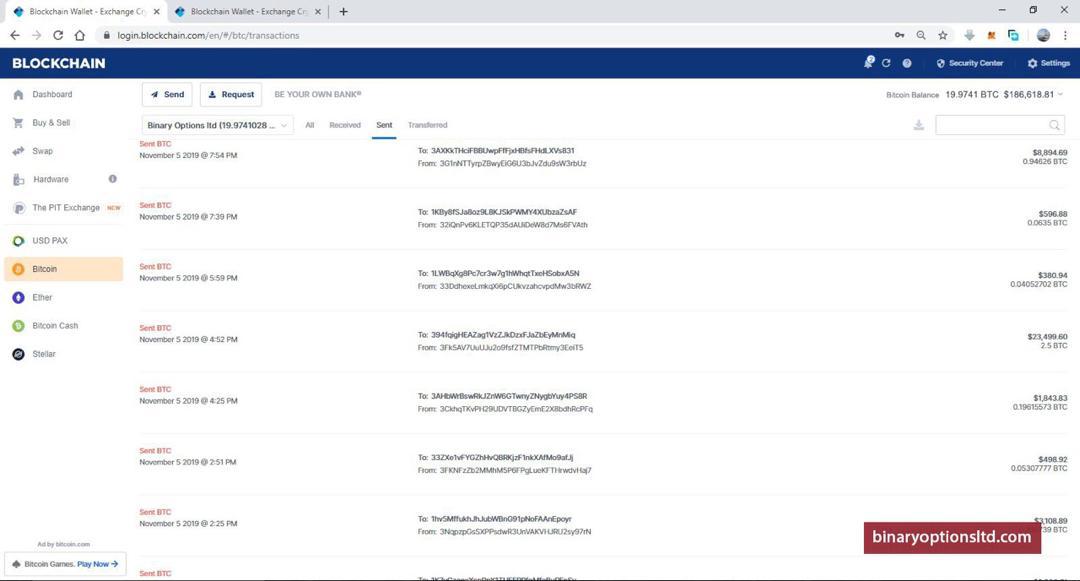 Blockchain Wallet - Exchange Cr
Blockchain Wallet - Exchange Cr
login.blockchain.com/en/#/btc/transactions
BLOCKCHAIN
2
Security Center
Settings
Dashboard
Buy & Sell
Swap
Hardware
The PIT Exchange NEW
USD PAX
Bitcoin
Ether
Bitcoin Cash
Stellar
Ad by bitcoin.com
Bitcoin Games. Play Now
Send
Request
BE YOUR OWN BANK®
Bitcoin Balance 19.9741 BTC $186,618.81
Binary Options ltd (19.9741028 ...
All
Received
Sent
Transferred
Sent BTC
November 5 2019 @ 7:54 PM
To: 3AXKkTHciFBBUwpFfFjxHBfsFHdLXVs831
From: 3G1nNTTyrpZBwyEiG6U3bJvZdu9sW3rbUz
$8,894.69
0.94626 BTC
Sent BTC
November 5 2019 @ 7:39 PM
To: 1KBy8fSJa8oz9L8KJSkPWMY4XUbzaZsAF
From: 32iQnPv6KLETQP35dAUiDeW8d7Ms6FVAth
$596.88
0.0635 BTC
Sent BTC
November 5 2019 @ 5:59 PM
To: 1LWBqXg8Pc7cr3w7g1hWhqtTxeHSobxA5N
From: 33DdhexeLmkqXi6pCUkvzahcvpdMw3bRWZ
$380.94
0.04052702 BTC
Sent BTC
November 5 2019 @ 4:52 PM
To: 394fqigHEAZag1VzZJkDzxFJaZbEyMnMiq
From: 3Fk5AV7UuUJu2o9fsfZTMTPbRtmy3EeiT5
$23,499.60
2.5 BTC
Sent BTC
November 5 2019 @ 4:25 PM
To: 3AHbWrBswRkJZnW6GTwnyZNygbYuy4PS8R
From: 3CkhqTKvPH29UDVTBGZyEmE2X8bdhRcPFq
$1,843.83
0.19615573 BTC
Sent BTC
November 5 2019 @ 2:51 PM
To: 33ZXe1vFYGZhHvQBRKjzF1nkXAfMo9afJj
From: 3FKNFzZb2MMhM5P6FPgLueKFTHrwdvHaj7
$498.92
0.05307777 BTC
Sent BTC
November 5 2019 @ 2:25 PM
To: 1hv5MffukhJhJubWBnG91pNoFAAnEpoyr
From: 3NqpzpGsSXPPsdwR3UnVAKVHJRU2sy97rN
$3,108.89
BTC
binaryoptionsltd.com
Sent BTC